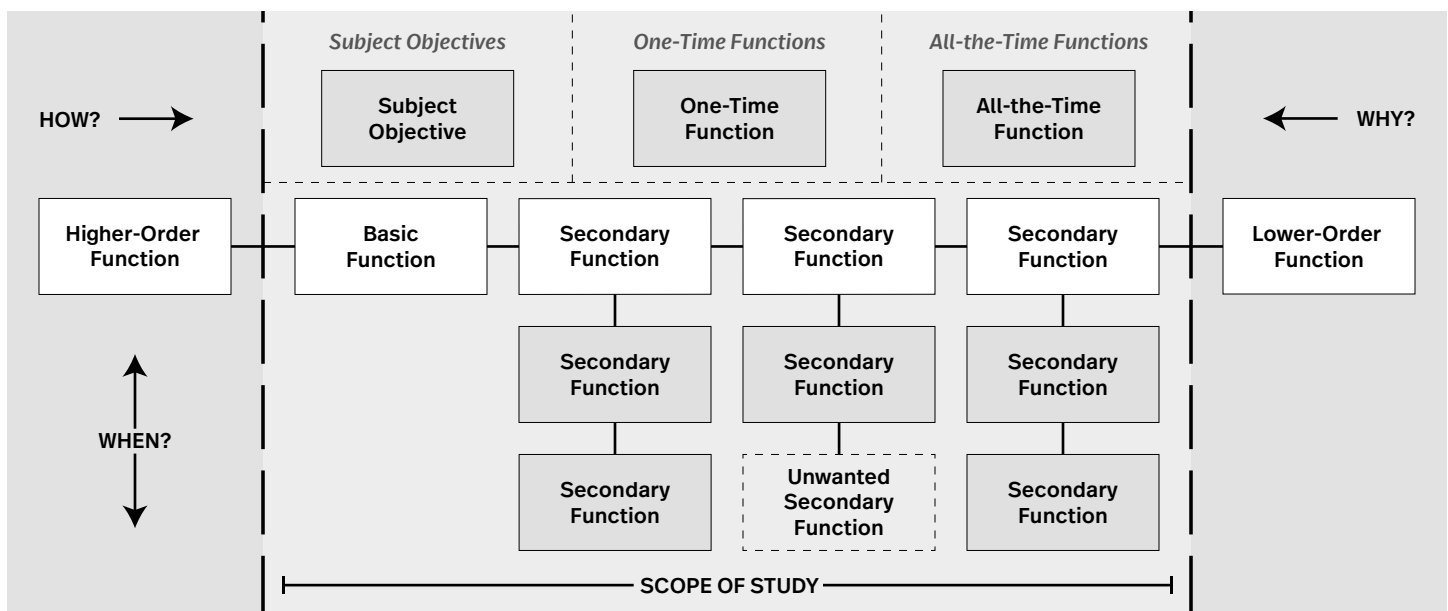 Subject Objectives
One-Time Functions
All-the-Time Functions
HOW?
Subject
Objective
One-Time
Function
All-the-Time
Function
WHY?
Higher-Order
Function
Basic
Function
Secondary
Function
Secondary
Function
Secondary
Function
Lower-Order
Function
Secondary
Function
Secondary
Function
Secondary
Function
WHEN?
Secondary
Function
Unwanted
Secondary
Function
Secondary
Function
SCOPE OF STUDY